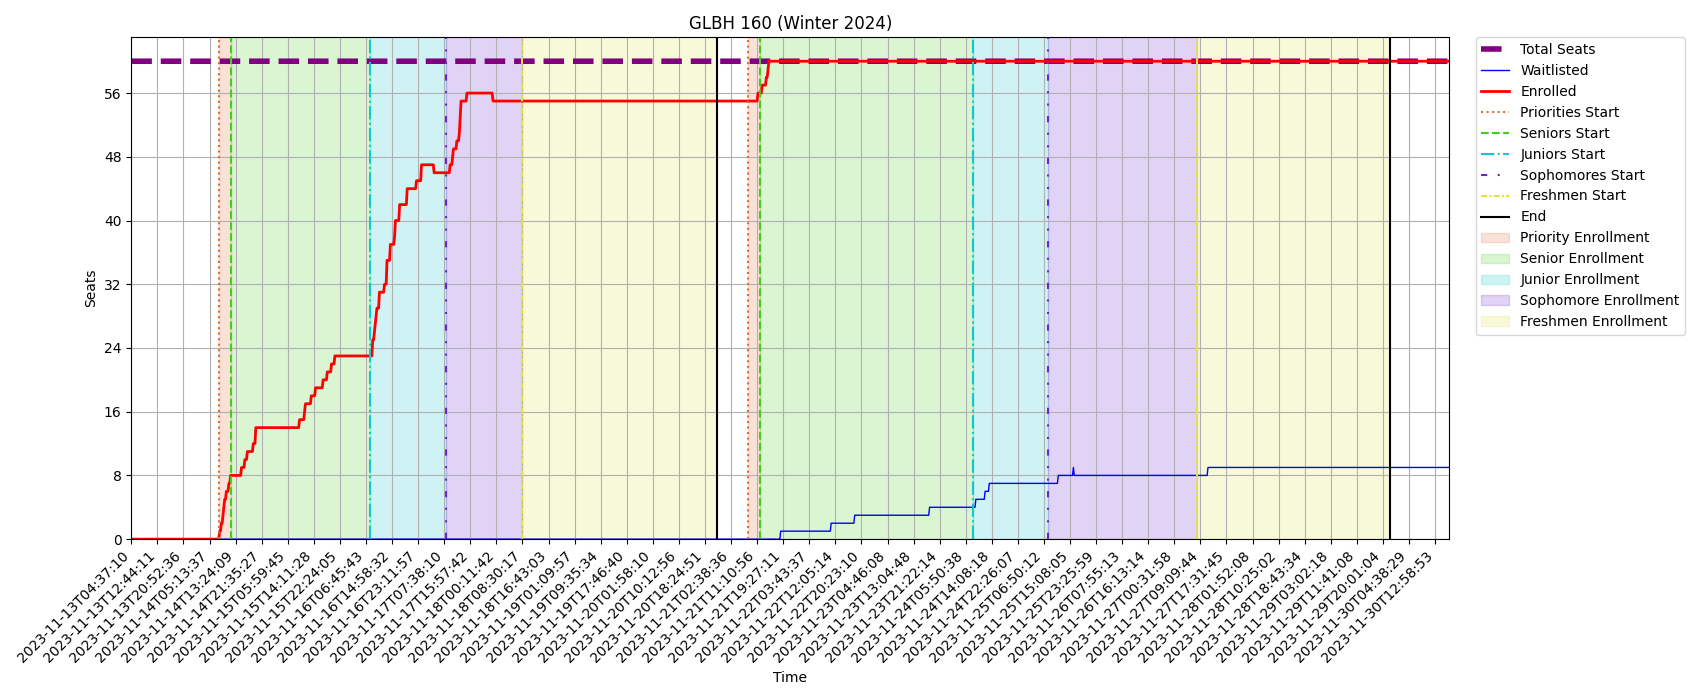 GLBH 160 (Winter 2024)
Seats
56
48
40
32
24
16
8
0
2023-11-13T04:37:10
2023-11-13T12:44:11
2023-11-13T20:52:36
2023-11-14T05:13:37
2023-11-14T13:24:09
2023-11-14T21:35:27
2023-11-15T05:59:45
2023-11-15T14:11:28
2023-11-15T22:24:05
2023-11-16T06:45:43
2023-11-16T14:58:32
2023-11-16T23:11:57
2023-11-17T07:38:10
2023-11-17T15:57:42
2023-11-18T00:11:42
2023-11-18T08:30:17
2023-11-18T16:43:03
2023-11-19T01:09:57
2023-11-19T09:35:34
2023-11-19T17:46:40
2023-11-20T01:58:10
2023-11-20T10:12:56
2023-11-20T18:24:51
2023-11-21T02:38:36
2023-11-21T11:10:56
2023-11-21T19:27:11
2023-11-22T03:43:37
2023-11-22T12:05:14
2023-11-22T20:23:10
2023-11-23T04:46:08
2023-11-23T13:04:48
2023-11-23T21:22:14
2023-11-24T05:50:38
2023-11-24T14:08:18
2023-11-24T22:26:07
2023-11-25T06:50:12
2023-11-25T15:08:05
2023-11-25T23:25:59
2023-11-26T07:55:13
2023-11-26T16:13:14
2023-11-27T00:31:58
2023-11-27T09:09:44
2023-11-27T17:31:45
2023-11-28T01:52:08
2023-11-28T10:25:02
2023-11-28T18:43:34
2023-11-29T03:02:18
2023-11-29T11:41:08
2023-11-29T20:01:04
2023-11-30T04:38:29
2023-11-30T12:58:53
Time
Total Seats
Waitlisted
Enrolled
Priorities Start
Seniors Start
Juniors Start
Sophomores Start
Freshmen Start
End
Priority Enrollment
Senior Enrollment
Junior Enrollment
Sophomore Enrollment
Freshmen Enrollment